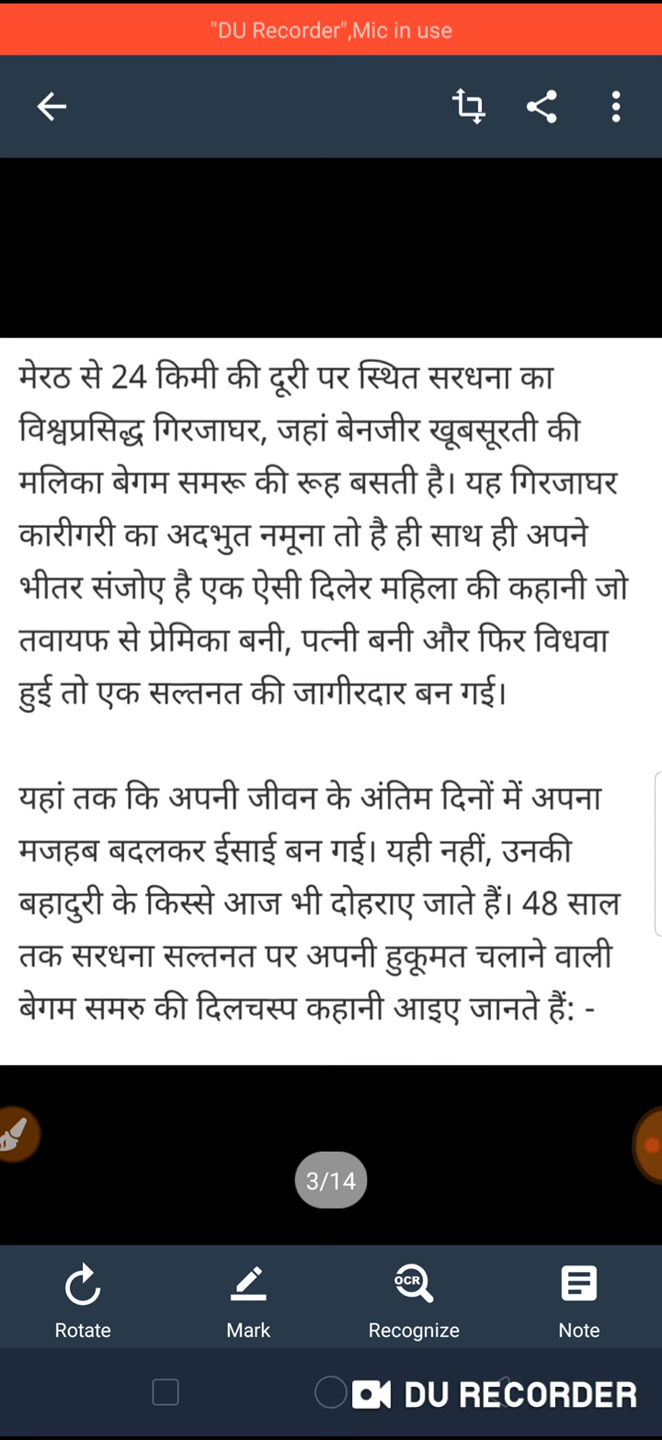 "DU Recorder",Mic in use
मेरठ से 24 किमी की दूरी पर स्थित सरधना का
विश्वप्रसिद्ध गिरजाघर, जहां बेनजीर खूबसूरती की
मलिका बेगम समरू की रूह बसती है। यह गिरजाघर
कारीगरी का अदभुत नमूना तो है ही साथ ही अपने
भीतर संजोए है एक ऐसी दिलेर महिला की कहानी जो
तवायफ से प्रेमिका बनी, पत्नी बनी और फिर विधवा
हुई तो एक सल्तनत की जागीरदार बन गई।
यहां तक कि अपनी जीवन के अंतिम दिनों में अपना
मजहब बदलकर ईसाई बन गई। यही नहीं, उनकी
बहादुरी के किस्से आज भी दोहराए जाते हैं। 48 साल
तक सरधना सल्तनत पर अपनी हुकूमत चलाने वाली
बेगम समरु की दिलचस्प कहानी आइए जानते हैं: -
3/14
OCR
Rotate Mark Recognize Note
DU RECORDER